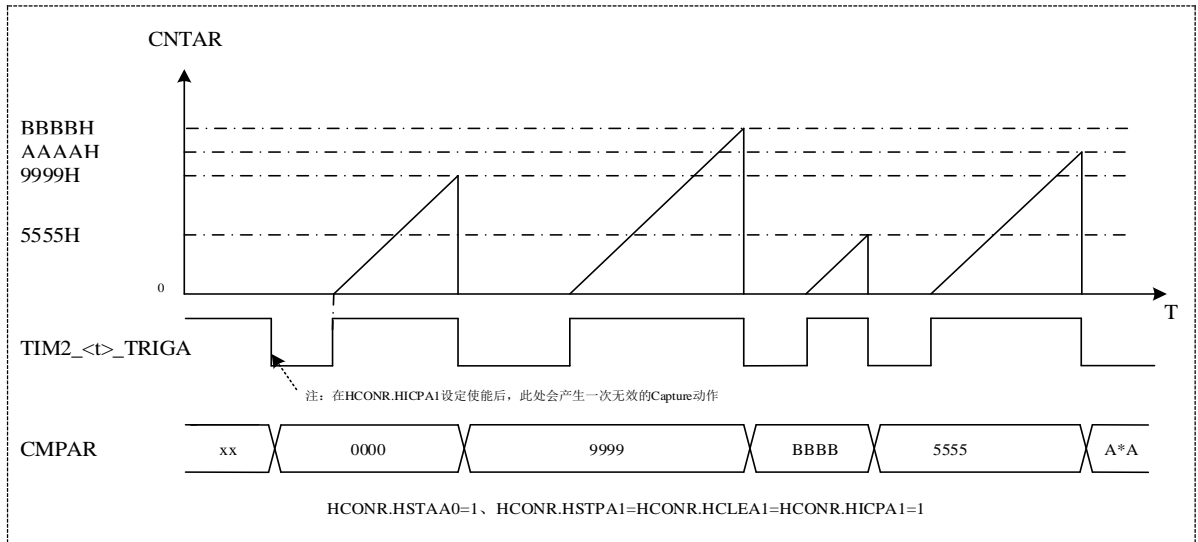 CNTAR
BBBBH
AAAAH
9999H
5555H
0
T
TIM2_<t>_TRIGA
注：在HCONR.HICPA1设定使能后，此处会产生一次无效的Capture动作
CMPAR xx 0000 9999 BBBB 5555 A*A
HCONR.HSTAA0=1、HCONR.HSTPA1=HCONR.HCLEA1=HCONR.HICPA1=1